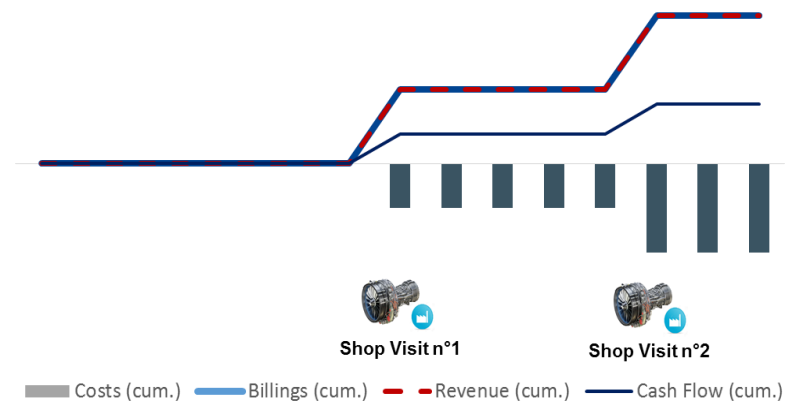 Shop Visit n°1
Shop Visit n°2
Costs (cum.) Billings (cum.) Revenue (cum.) Cash Flow (cum.)